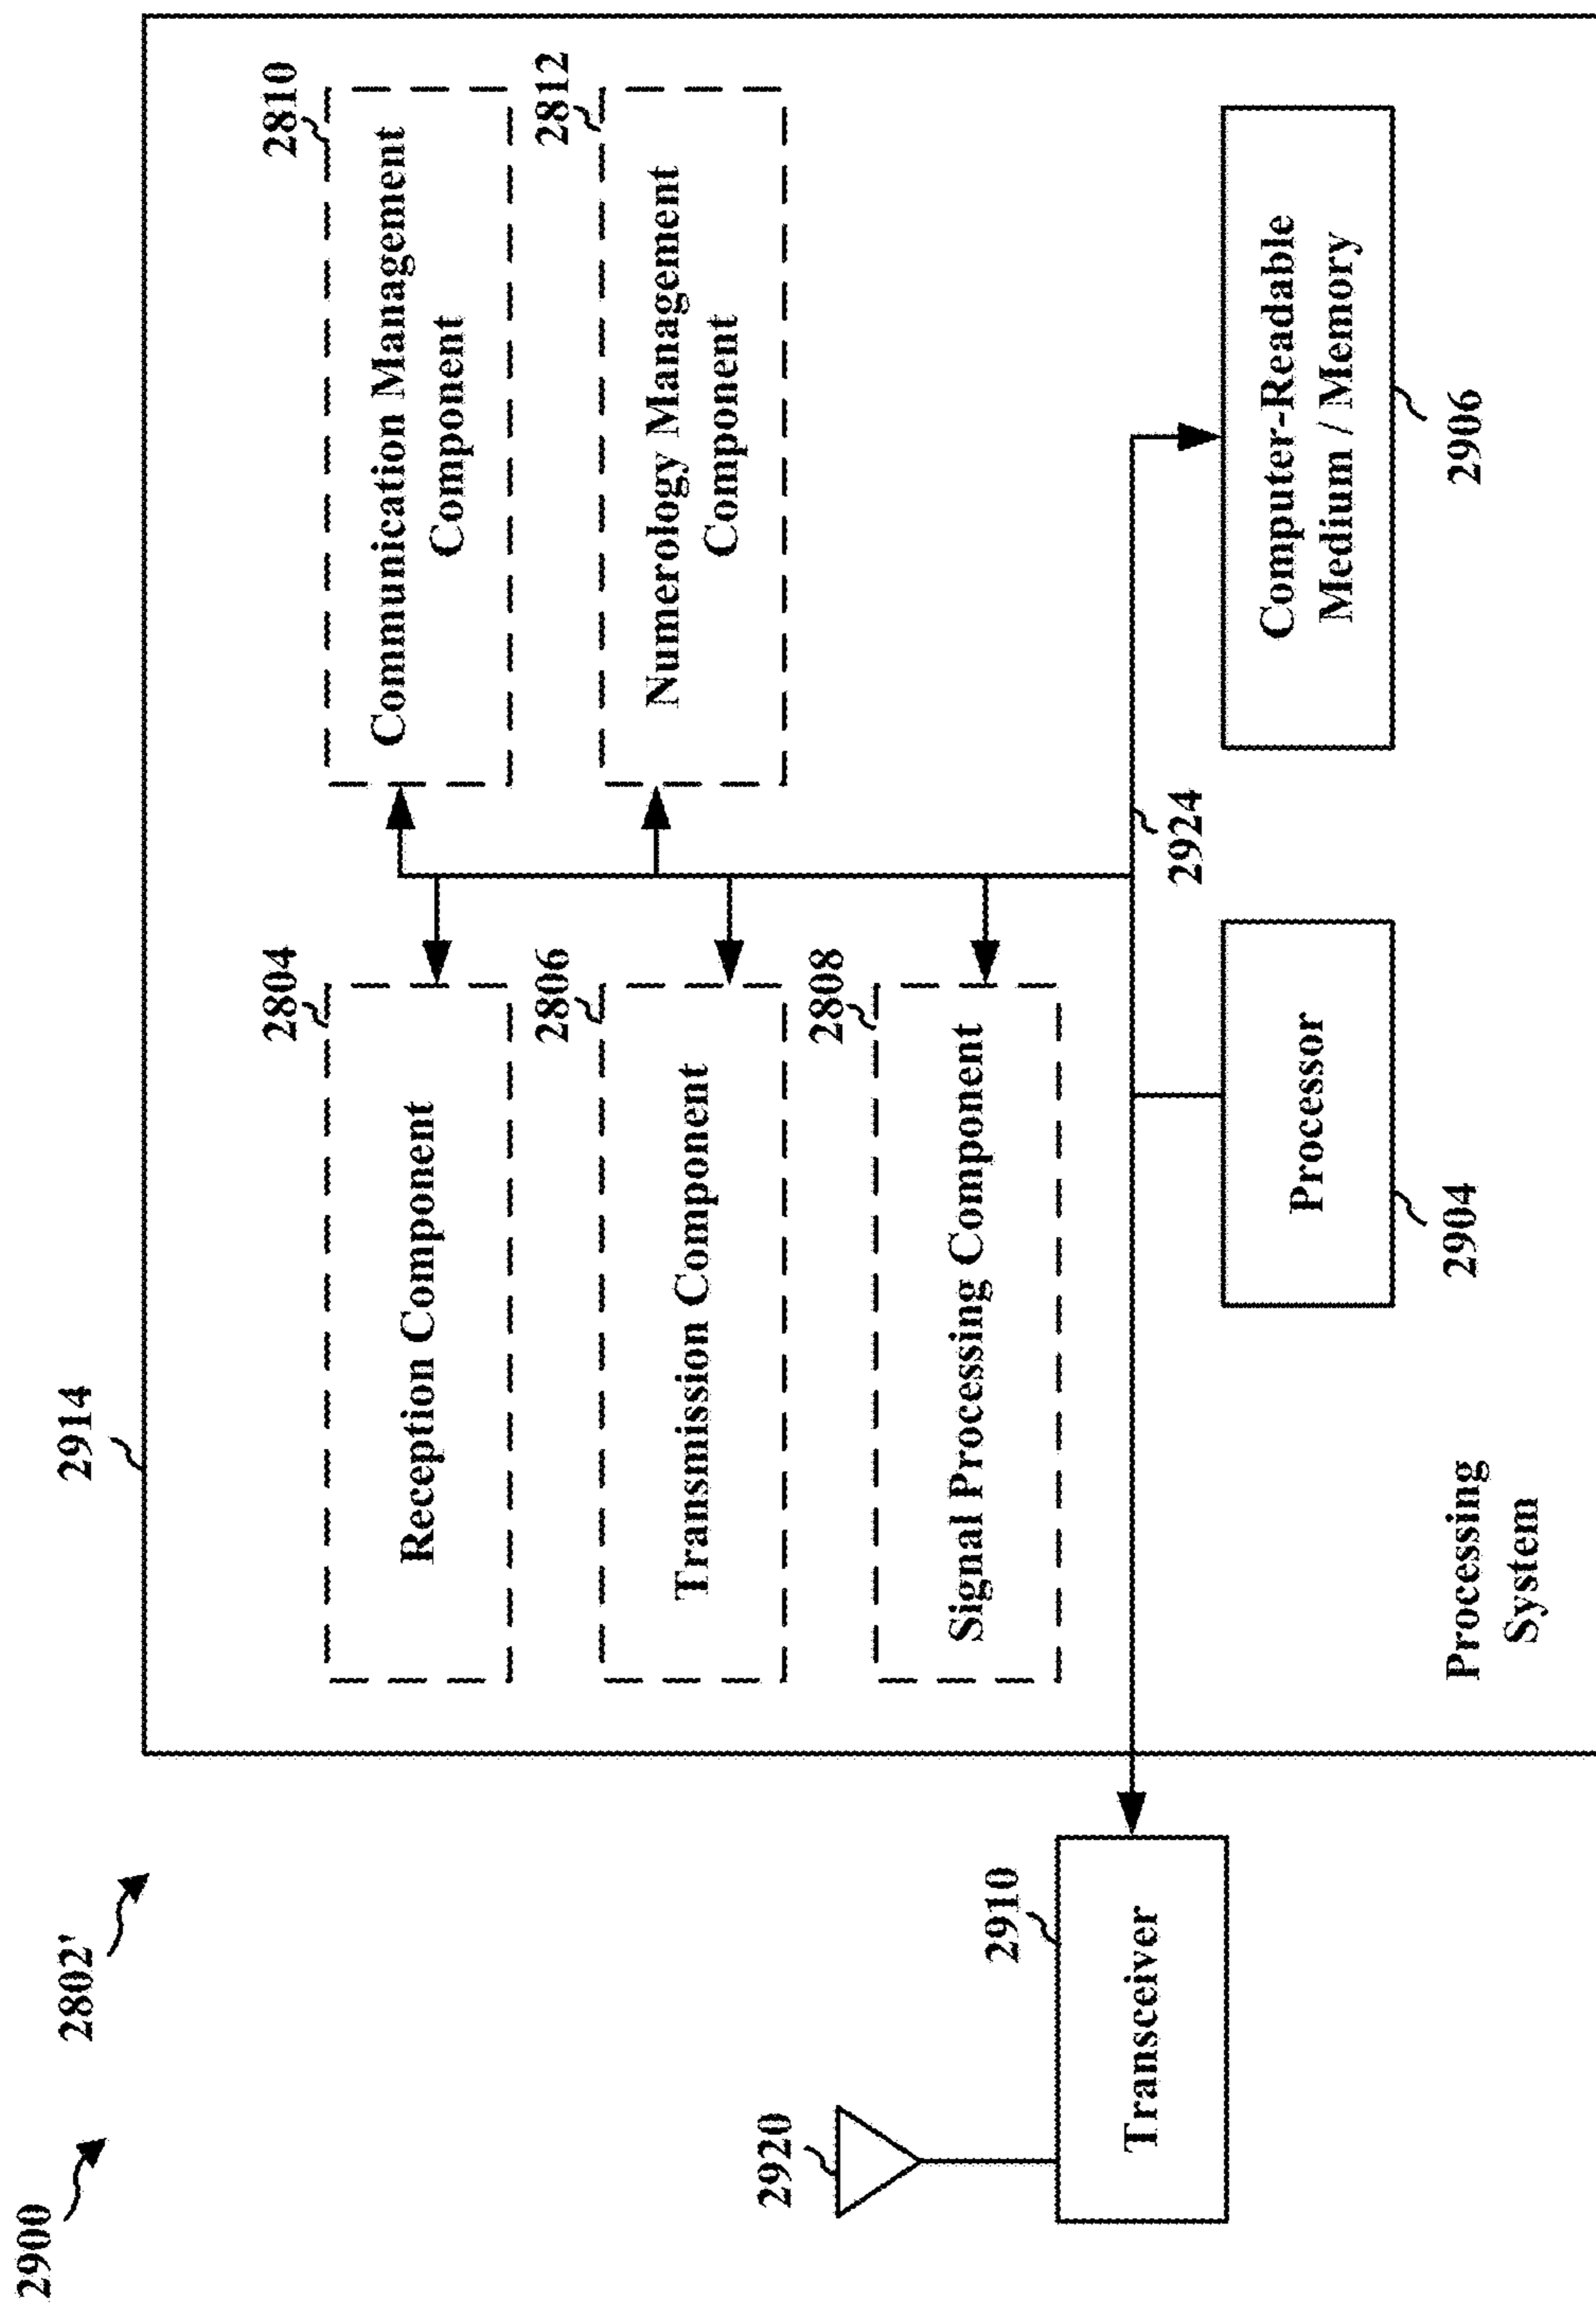 2900
2802'
2914
2804
Reception Component
2806
Transmission Component
2808
Signal Processing Component
2810
Communication Management
Component
2812
Numerology Management
Component
2920
2910
Transceiver
2924
Processor
2904
Computer-Readable
Medium / Memory
2906
Processing
System